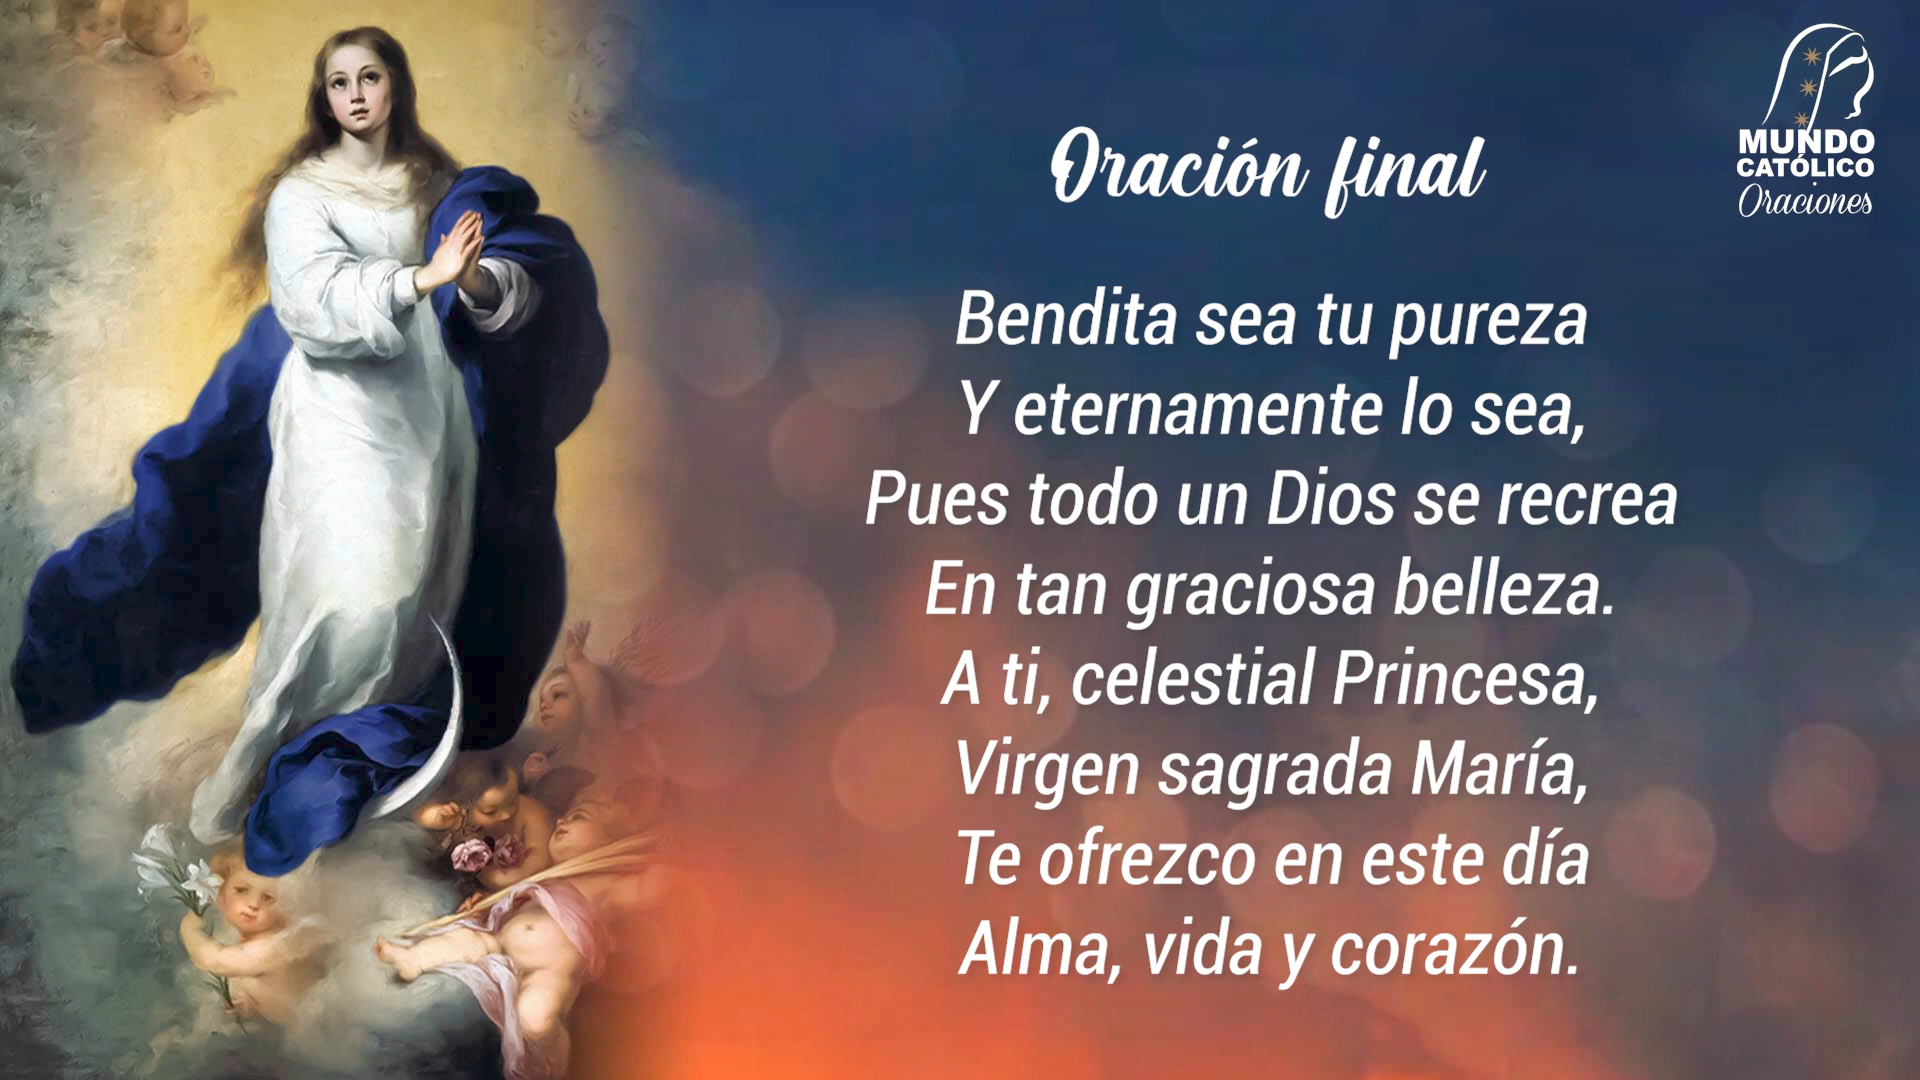 Oración final
MUNDO
CATÓLICO
Oraciones
Bendita sea tu pureza
Y eternamente lo sea,
Pues todo un Dios se recrea
En tan graciosa belleza.
A ti, celestial Princesa,
Virgen sagrada María,
Te ofrezco en este día
Alma, vida y corazón.